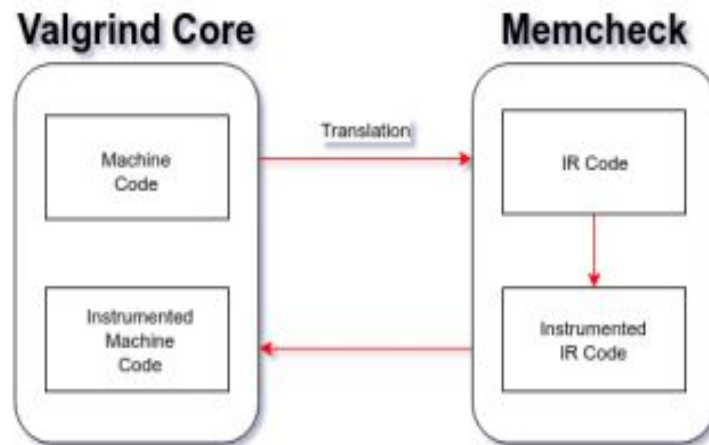 Valgrind Core
Memcheck
Translation
Machine
Code
IR Code
Instrumented
Machine
Code
Instrumented
IR Code